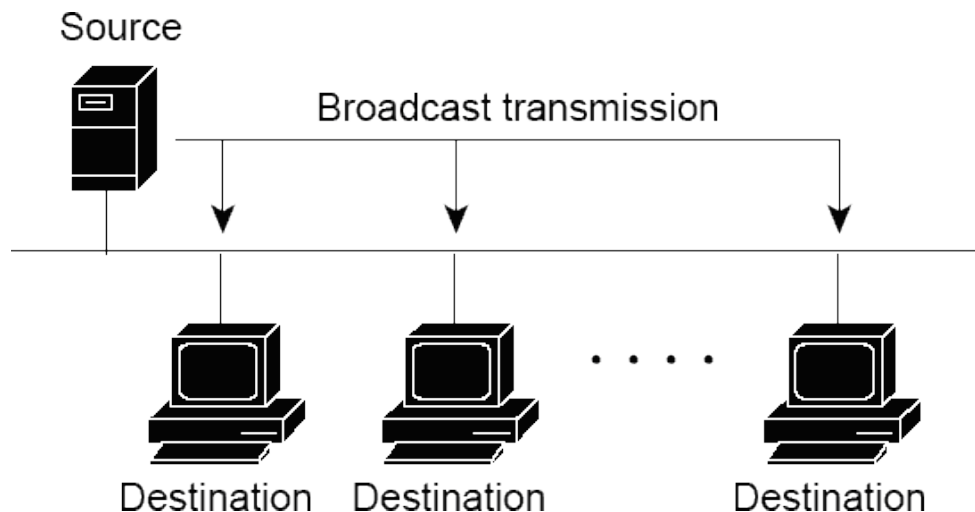 Source
Broadcast transmission
Destination
Destination
Destination